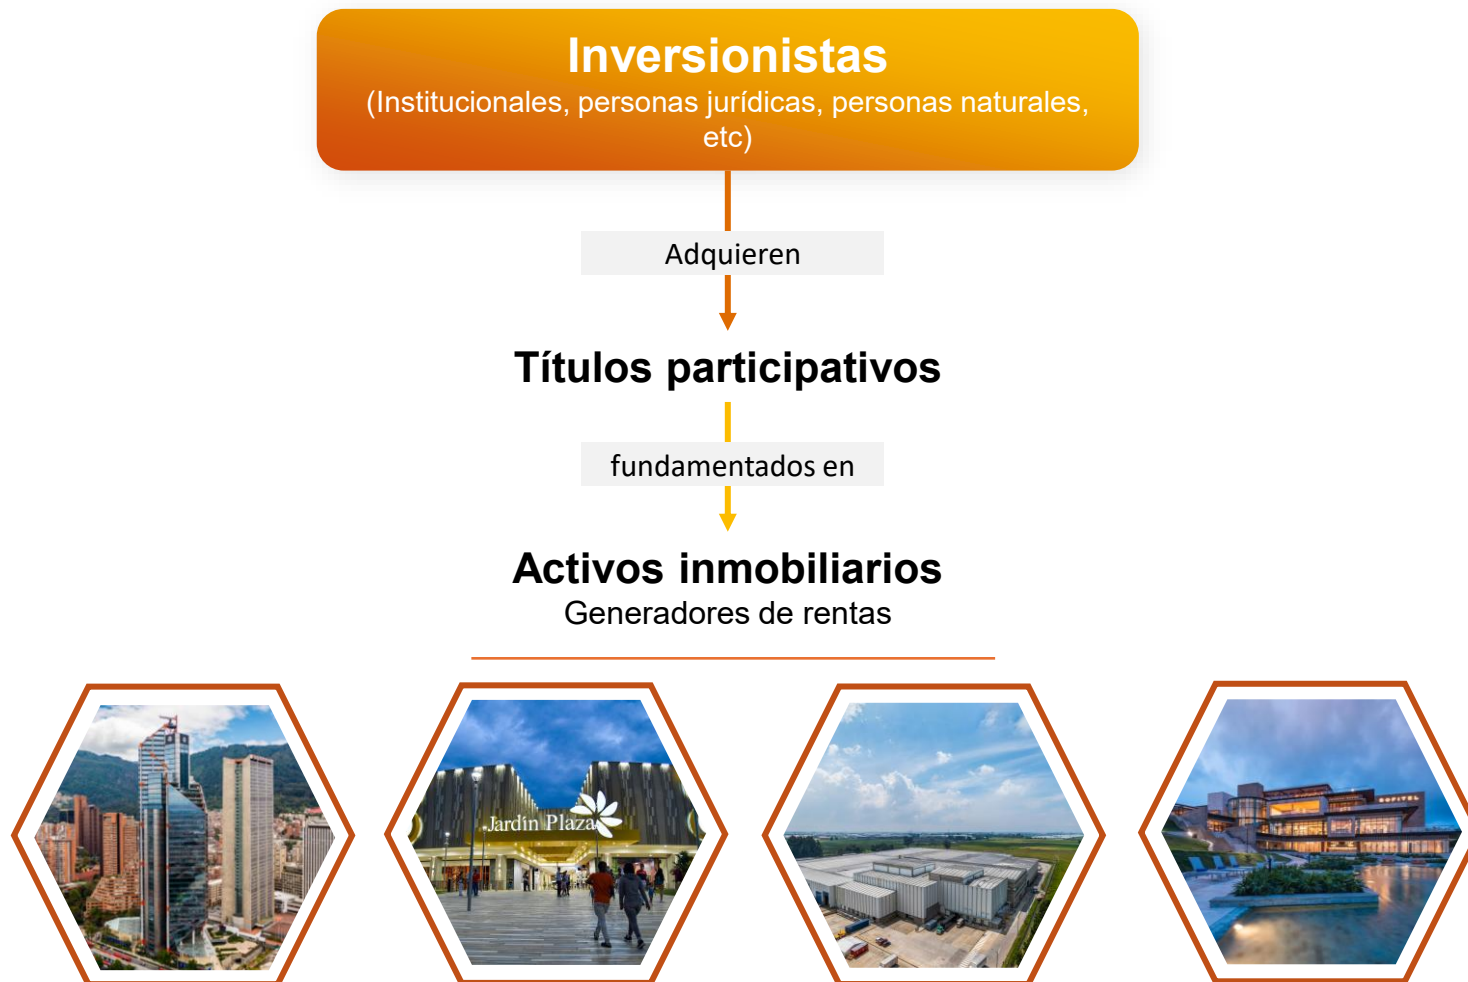 Inversionistas
(Institucionales, personas jurídicas, personas naturales,
etc)
Adquieren
Títulos participativos
fundamentados en
Activos inmobiliarios
Generadores de rentas
Jardín Plaza